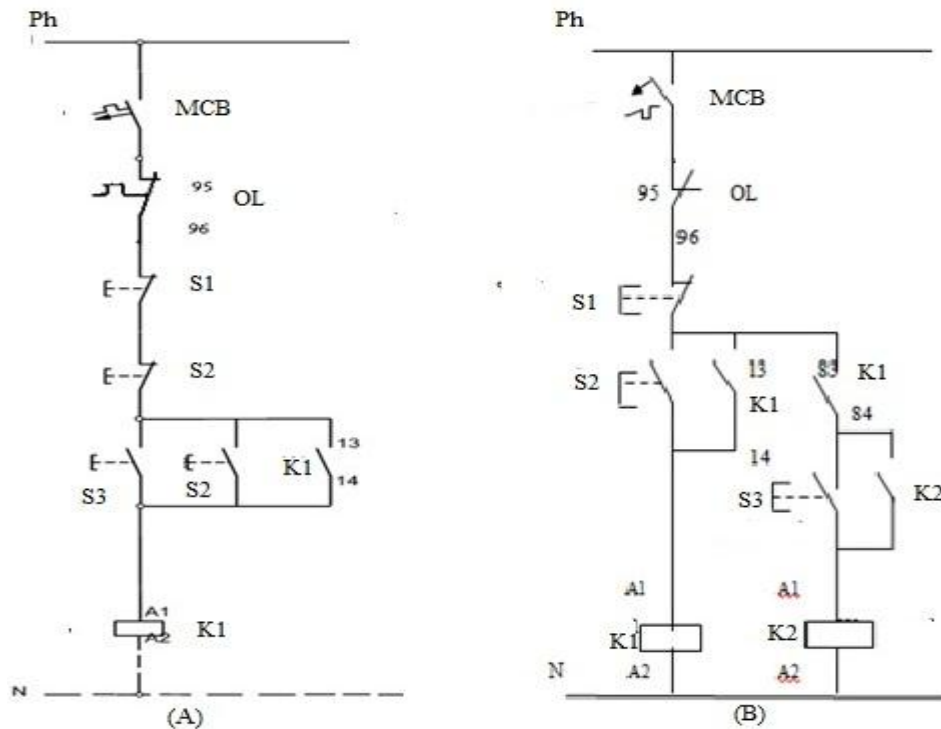 Ph
MCB
95
OL
96
S1
S2
13
K1
14
S3
S2
A1
A2
K1
N
(A)
Ph
MCB
95
OL
96
S1
S2
13
K1
14
83
K1
84
S3
K2
A1
K1
A2
A1
K2
A2
N
(B)